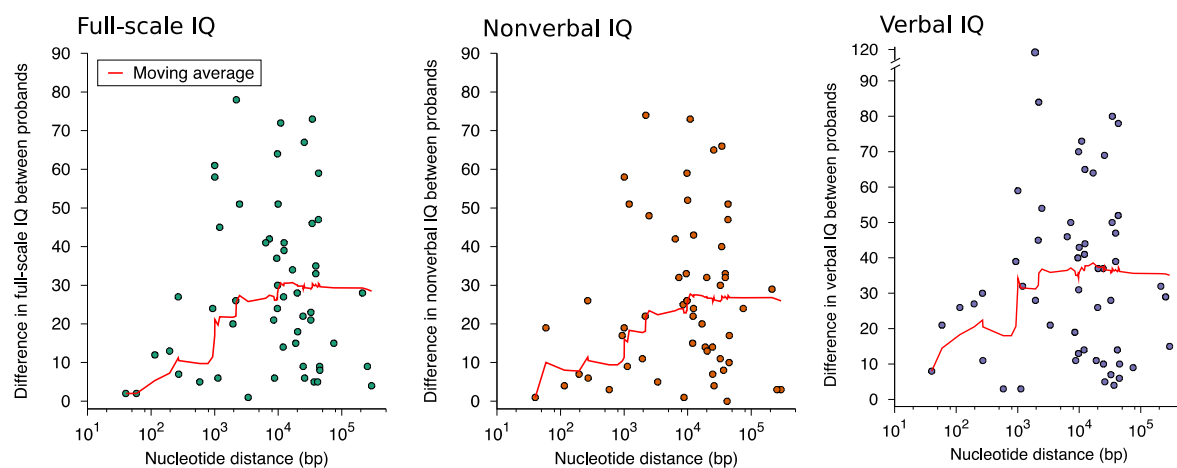 Full-scale IQ
Difference in full-scale IQ between probands
90
80
70
60
50
40
30
20
10
0
Moving average
10^1 10^2 10^3 10^4 10^5
Nucleotide distance (bp)
Nonverbal IQ
Difference in nonverbal IQ between probands
90
80
70
60
50
40
30
20
10
0
10^1 10^2 10^3 10^4 10^5
Nucleotide distance (bp)
Verbal IQ
Difference in verbal IQ between probands
120
90
80
70
60
50
40
30
20
10
0
10^1 10^2 10^3 10^4 10^5
Nucleotide distance (bp)